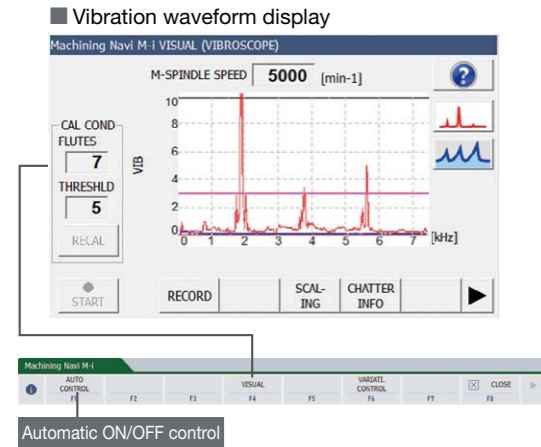 ■ Vibration waveform display
Machining Navi M-i VISUAL (VIBROSCOPE)
M-SPINDLE SPEED 5000 [min-1]
?
CAL COND
FLUTES
7
THRESHLD
5
RECAL
VIB
10
8
6
4
2
0
0 1 2 3 4 5 6 7 [kHz]
START
RECORD
SCAL-
ING
CHATTER
INFO
Machining Navi M-i
i
AUTO
CONTROL
F1
F2
F3
VISUAL
F4
F5
VARIATI.
CONTROL
F6
F7
CLOSE
F8
Automatic ON/OFF control